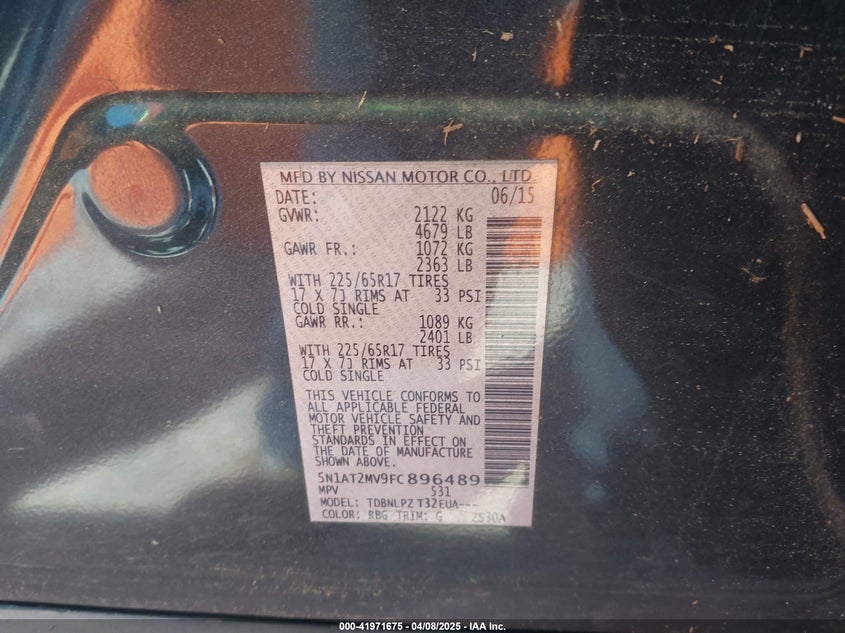 MFD BY NISSAN MOTOR CO., LTD.
DATE: 06/15
GVWR: 2122 KG
4679 LB
GAWR FR.: 1072 KG
2363 LB
WITH 225/65R17 TIRES
17 X 7J RIMS AT 33 PSI
COLD SINGLE
GAWR RR.: 1089 KG
2401 LB
WITH 225/65R17 TIRES
17 X 7J RIMS AT 33 PSI
COLD SINGLE
THIS VEHICLE CONFORMS TO
ALL APPLICABLE FEDERAL
MOTOR VEHICLE SAFETY AND
THEFT PREVENTION
STANDARDS IN EFFECT ON
THE DATE OF MANUFACTURE
SHOWN ABOVE.
5N1AT2MV9FC896489
MPV 531
MODEL: TDBNLPZ T32EUA---
COLOR: RBG TRIM: G ZS30A
000-41971675 - 04/08/2025 - IAA Inc.